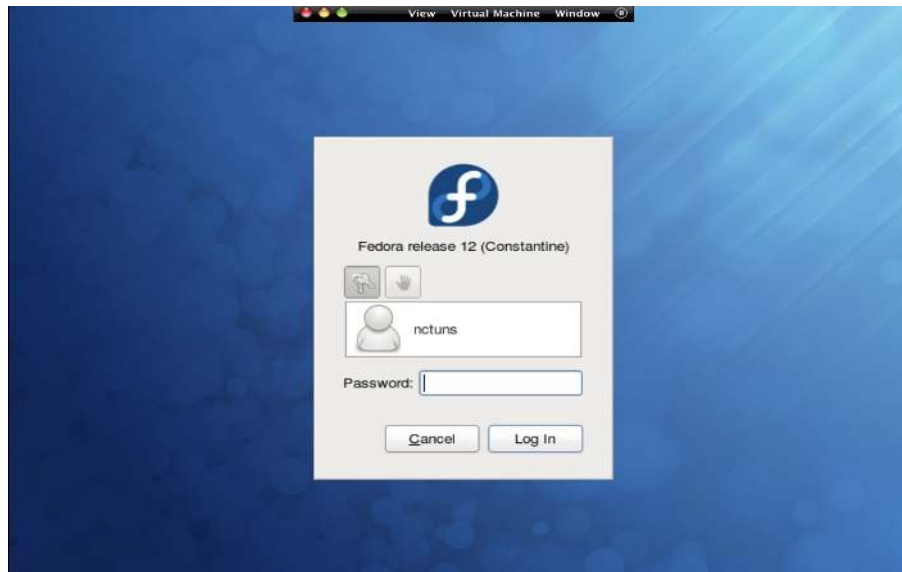 View Virtual Machine Window
Fedora release 12 (Constantine)
nctuns
Password:
Cancel Log In